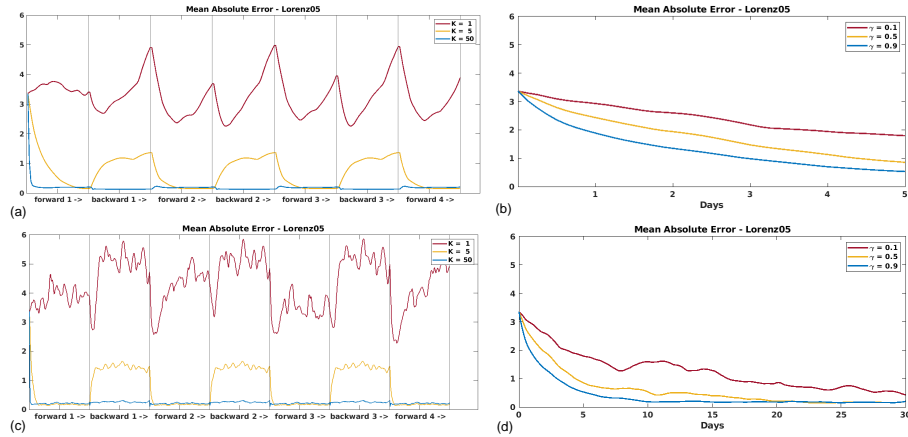 Mean Absolute Error - Lorenz05
6
5
4
3
2
1
0
K = 1
K = 5
K = 50
forward 1 -> backward 1 -> forward 2 -> backward 2 -> forward 3 -> backward 3 -> forward 4 ->
(a)
Mean Absolute Error - Lorenz05
6
5
4
3
2
1
0
γ = 0.1
γ = 0.5
γ = 0.9
1 2 3 4 5
Days
(b)
Mean Absolute Error - Lorenz05
6
5
4
3
2
1
0
K = 1
K = 5
K = 50
forward 1 -> backward 1 -> forward 2 -> backward 2 -> forward 3 -> backward 3 -> forward 4 ->
(c)
Mean Absolute Error - Lorenz05
6
5
4
3
2
1
0
γ = 0.1
γ = 0.5
γ = 0.9
0 5 10 15 20 25 30
Days
(d)